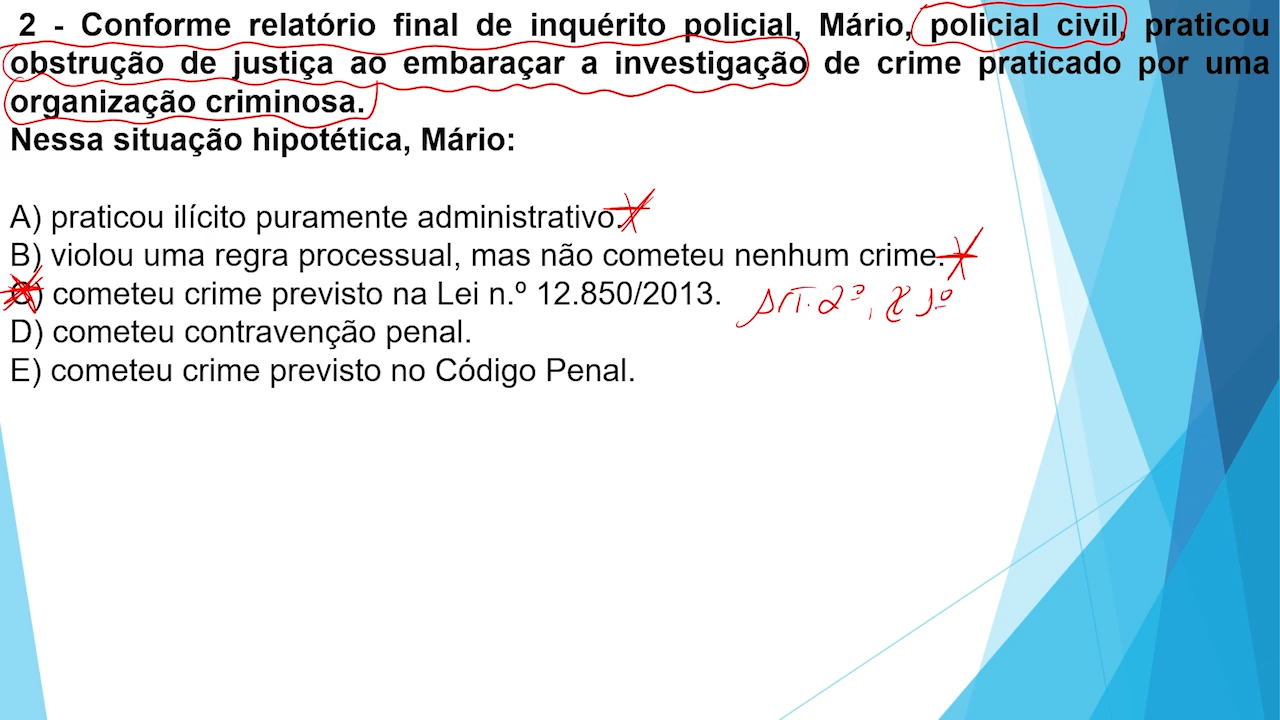 2 - Conforme relatório final de inquérito policial, Mário, policial civil, praticou
obstrução de justiça ao embaraçar a investigação de crime praticado por uma
organização criminosa.
Nessa situação hipotética, Mário:
A) praticou ilícito puramente administrativo.
B) violou uma regra processual, mas não cometeu nenhum crime.
C) cometeu crime previsto na Lei n.º 12.850/2013. Art. 2º, § 1º
D) cometeu contravenção penal.
E) cometeu crime previsto no Código Penal.